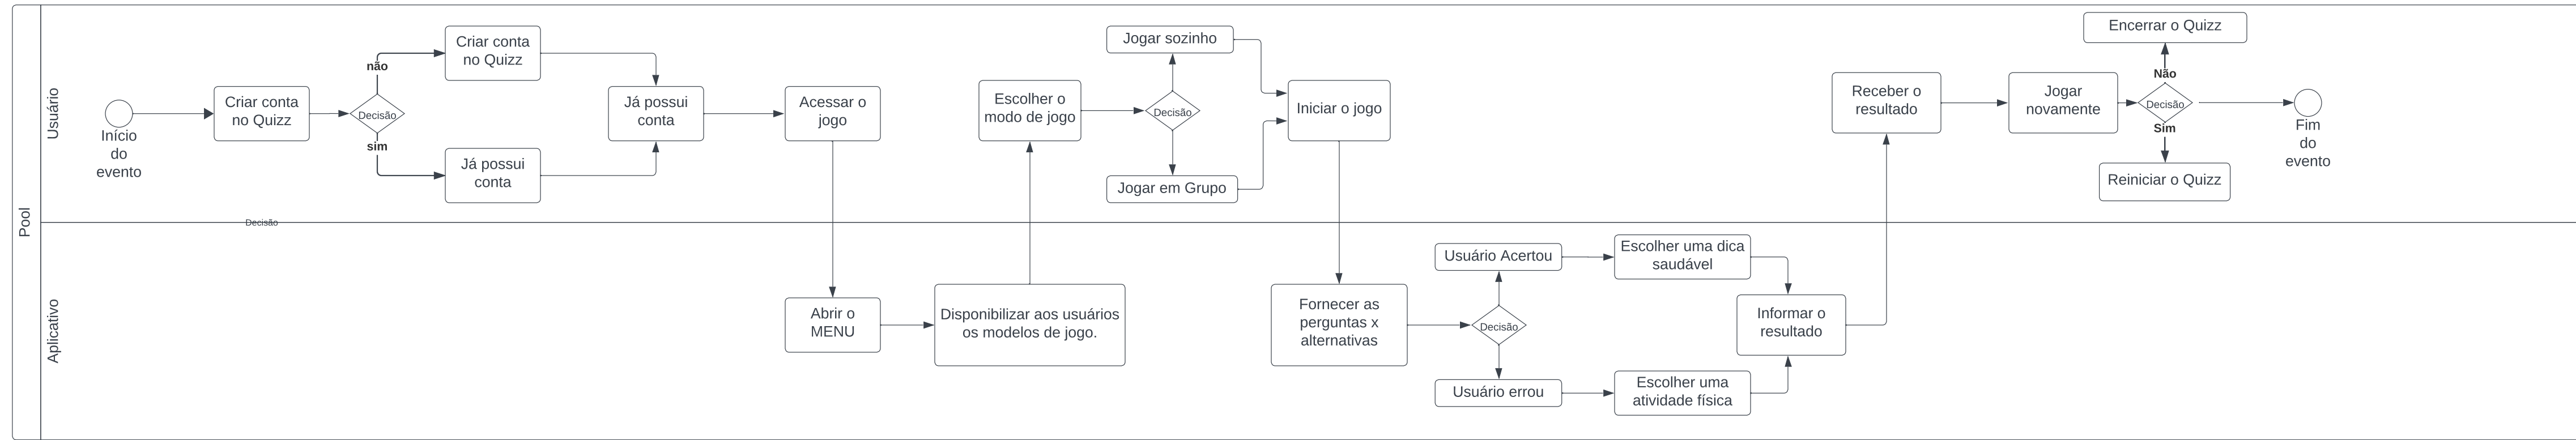 Pool
Usuário
Início
do
evento
Criar conta
no Quizz
Decisão
não
sim
Criar conta
no Quizz
Já possui
conta
Já possui
conta
Acessar o
jogo
Escolher o
modo de jogo
Decisão
Jogar sozinho
Jogar em Grupo
Iniciar o jogo
Receber o
resultado
Jogar
novamente
Decisão
Não
Sim
Encerrar o Quizz
Reiniciar o Quizz
Fim
do
evento
Decisão
Aplicativo
Abrir o
MENU
Disponibilizar aos usuários
os modelos de jogo.
Fornecer as
perguntas x
alternativas
Decisão
Usuário Acertou
Usuário errou
Escolher uma dica
saudável
Escolher uma
atividade física
Informar o
resultado